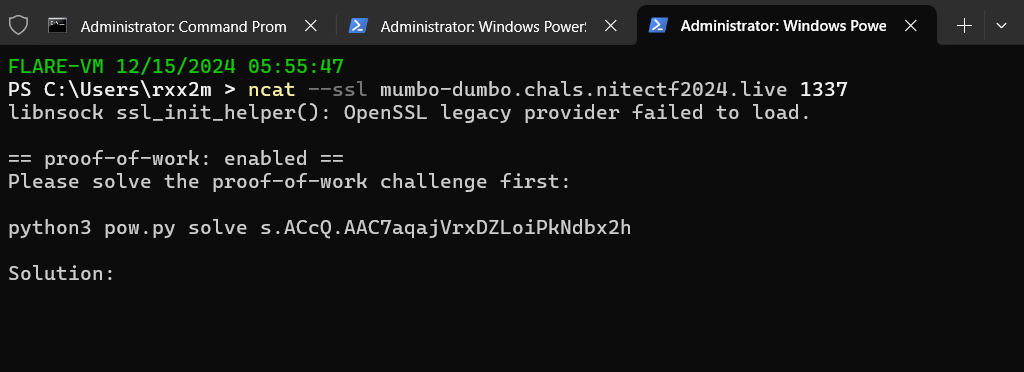 Administrator: Command Prom
Administrator: Windows Power
Administrator: Windows Powe
FLARE-VM 12/15/2024 05:55:47
PS C:\Users\rxx2m > ncat --ssl mumbo-dumbo.chals.nitectf2024.live 1337
libnsock ssl_init_helper(): OpenSSL legacy provider failed to load.
== proof-of-work: enabled ==
Please solve the proof-of-work challenge first:
python3 pow.py solve s.ACcQ.AAC7aqajVrxDZLoiPkNdbx2h
Solution: